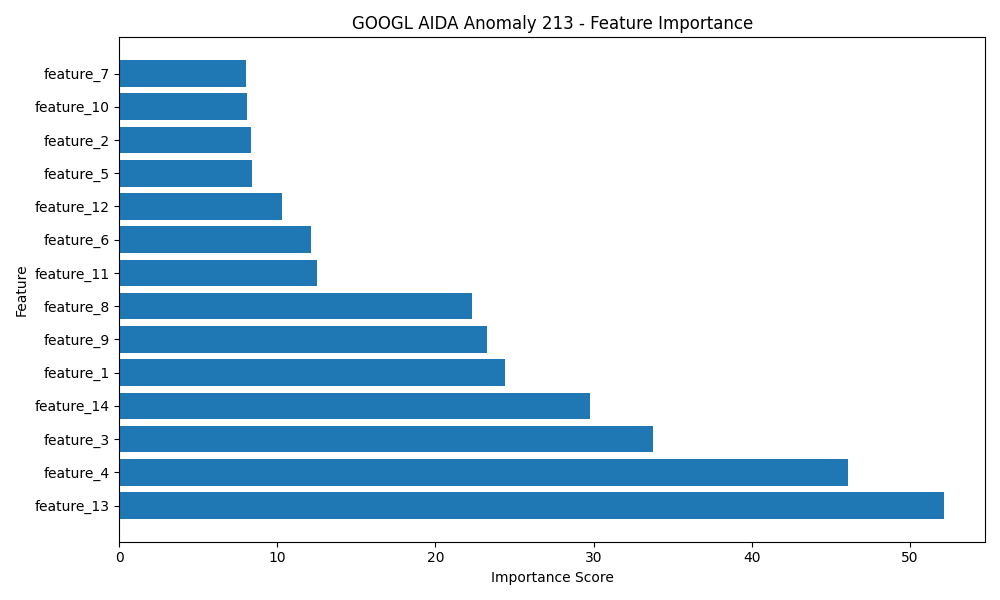 GOOGL AIDA Anomaly 213 - Feature Importance
feature_7
feature_10
feature_2
feature_5
feature_12
feature_6
feature_11
feature_8
feature_9
feature_1
feature_14
feature_3
feature_4
feature_13
Feature
0 10 20 30 40 50
Importance Score